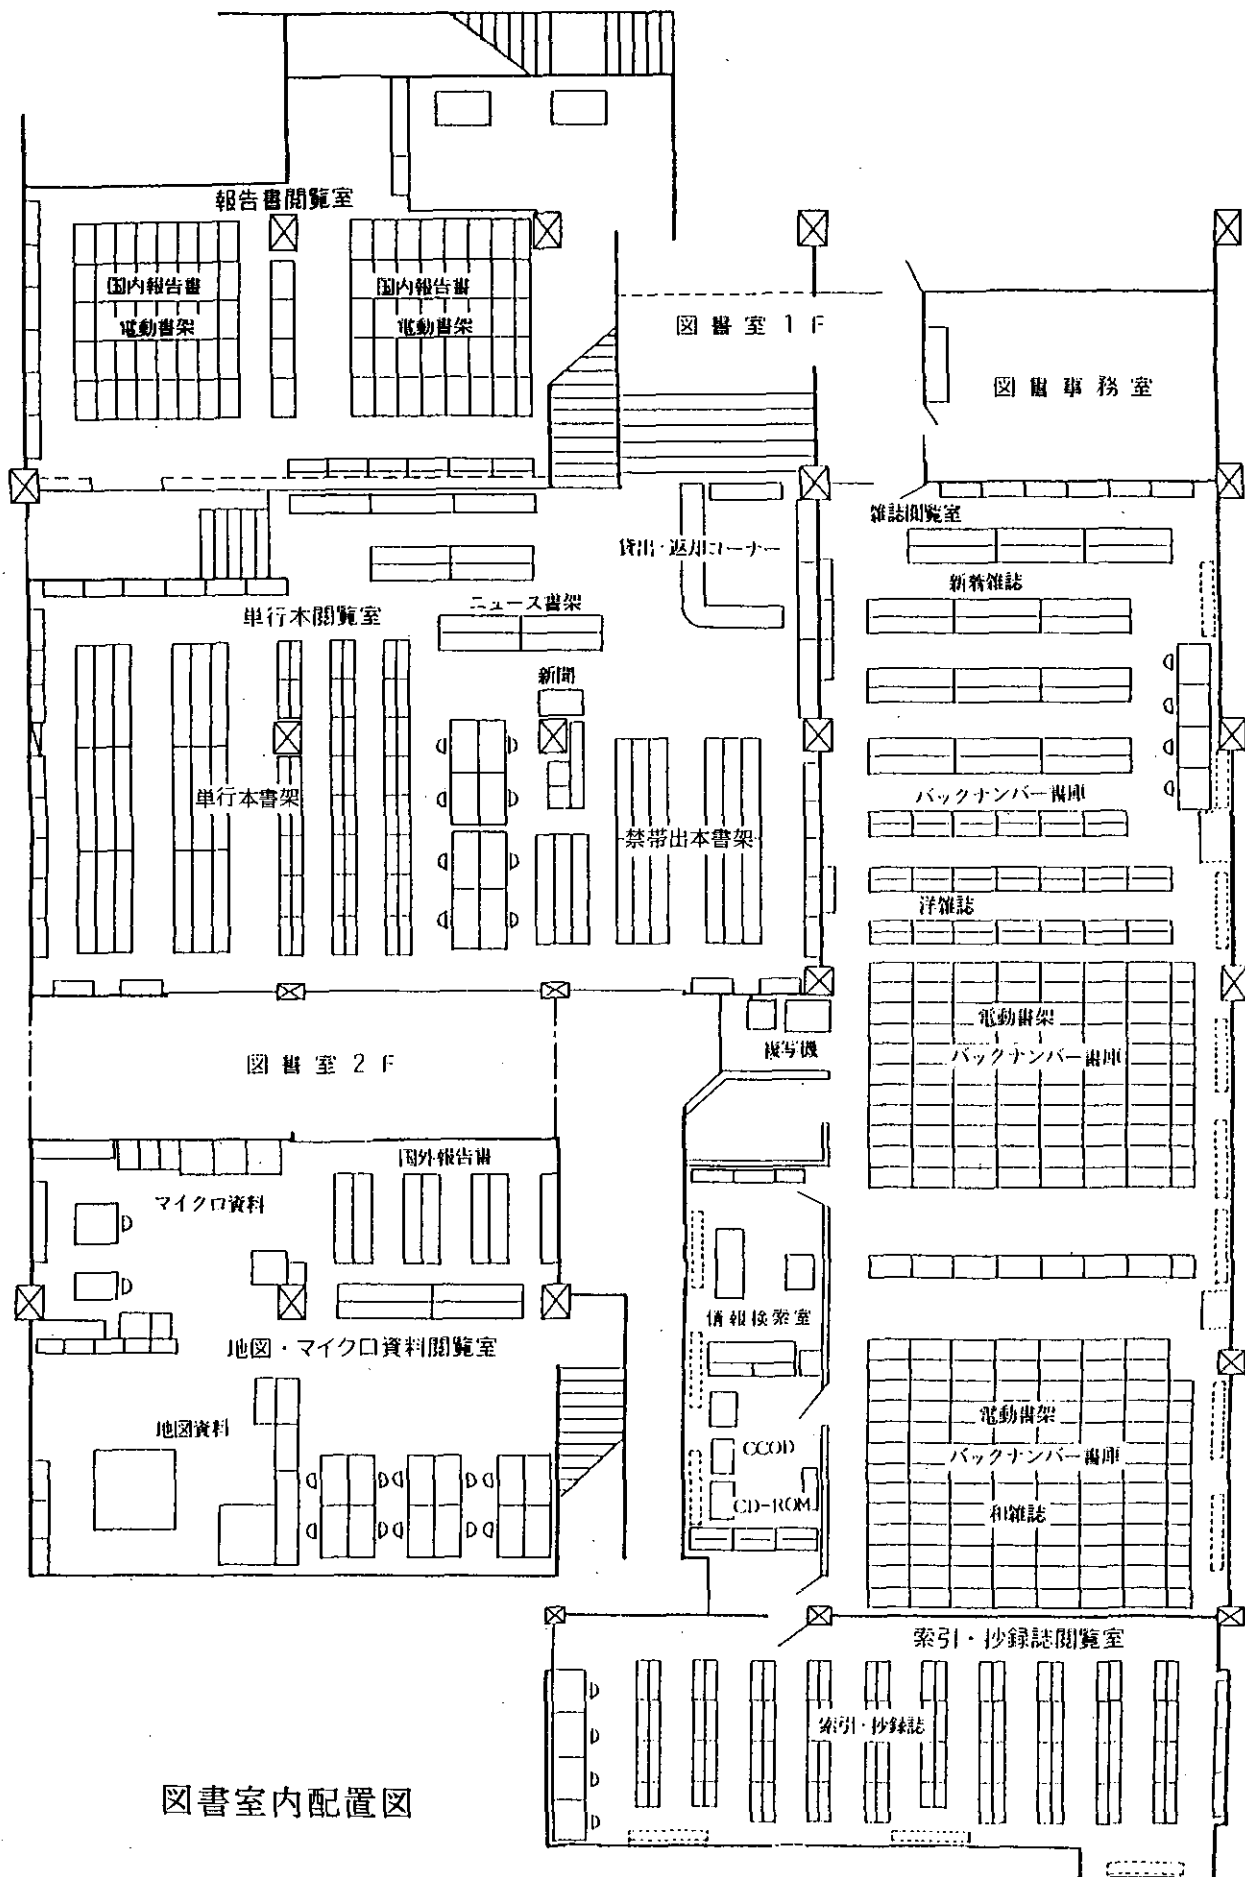 報告書閲覧室
国内報告書
電動書架
国内報告書
電動書架
図書室1F
図書事務室
雑誌閲覧室
貸出・返却コーナー
新着雑誌
ニュース書架
単行本閲覧室
新聞
単行本書架
バックナンバー書庫
禁帯出本書架
洋雑誌
電動書架
バックナンバー書庫
複写機
図書室2F
国外報告書
マイクロ資料
情報検索室
地図・マイクロ資料閲覧室
地図資料
CCOD
CD-ROM
電動書架
バックナンバー書庫
和雑誌
索引・抄録誌閲覧室
索引・抄録誌
図書室内配置図